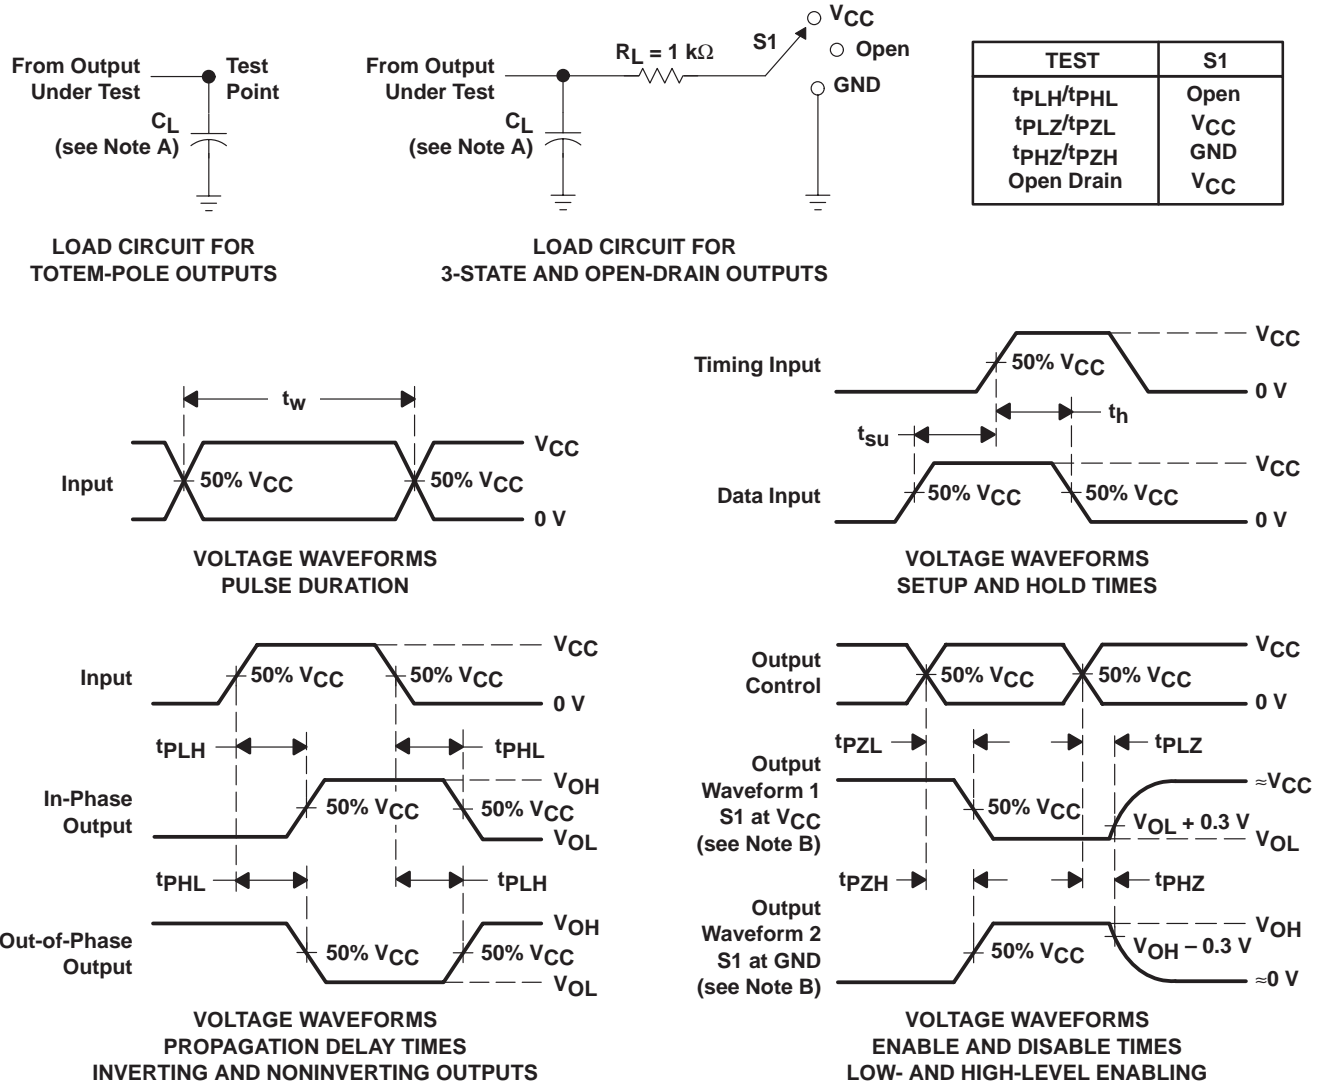 From Output
Under Test
Test
Point
CL
(see Note A)
LOAD CIRCUIT FOR
TOTEM-POLE OUTPUTS
From Output
Under Test
RL = 1 kΩ
S1
VCC
Open
GND
CL
(see Note A)
LOAD CIRCUIT FOR
3-STATE AND OPEN-DRAIN OUTPUTS
TEST S1
tPLH/tPHL Open
tPLZ/tPZL VCC
tPHZ/tPZH GND
Open Drain VCC
tw
Input
50% VCC
50% VCC
VCC
0 V
VOLTAGE WAVEFORMS
PULSE DURATION
Timing Input
50% VCC
VCC
0 V
tsu
th
Data Input
50% VCC
50% VCC
VCC
0 V
VOLTAGE WAVEFORMS
SETUP AND HOLD TIMES
Input
50% VCC
50% VCC
VCC
0 V
tPLH
tPHL
In-Phase
Output
50% VCC
50% VCC
VOH
VOL
tPHL
tPLH
Out-of-Phase
Output
50% VCC
50% VCC
VOH
VOL
VOLTAGE WAVEFORMS
PROPAGATION DELAY TIMES
INVERTING AND NONINVERTING OUTPUTS
Output
Control
50% VCC
50% VCC
VCC
0 V
tPZL
tPLZ
Output
Waveform 1
S1 at VCC
(see Note B)
50% VCC
VOL + 0.3 V
≈VCC
VOL
tPZH
tPHZ
Output
Waveform 2
S1 at GND
(see Note B)
50% VCC
VOH − 0.3 V
VOH
≈0 V
VOLTAGE WAVEFORMS
ENABLE AND DISABLE TIMES
LOW- AND HIGH-LEVEL ENABLING